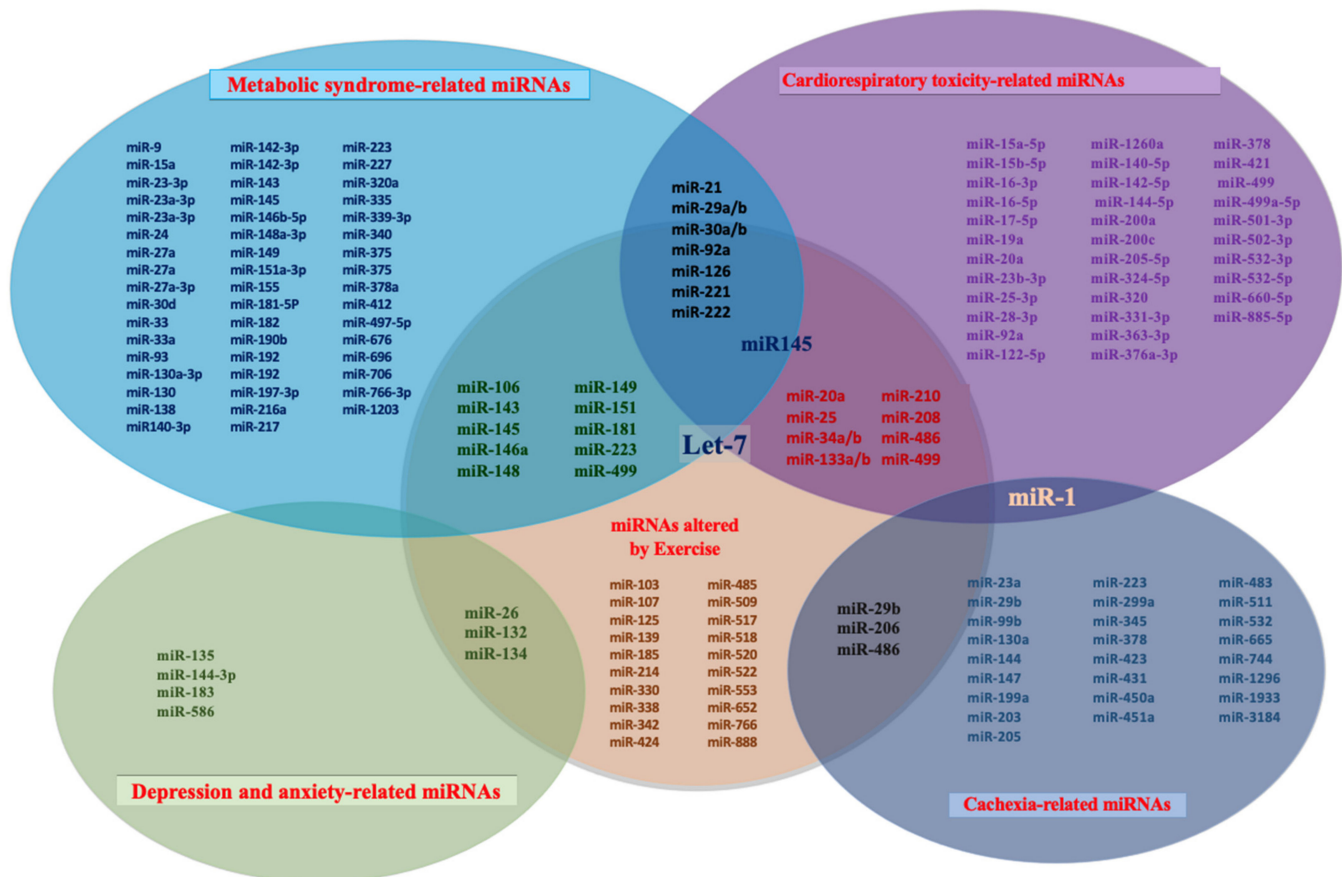 Metabolic syndrome-related miRNAs
Cardiorespiratory toxicity-related miRNAs
miR-9
miR-15a
miR-23-3p
miR-23a-3p
miR-23a-3p
miR-24
miR-27a
miR-27a
miR-27a-3p
miR-30d
miR-33
miR-33a
miR-93
miR-130a-3p
miR-130
miR-138
miR140-3p
miR-142-3p
miR-142-3p
miR-143
miR-145
miR-146b-5p
miR-148a-3p
miR-149
miR-151a-3p
miR-155
miR-181-5P
miR-182
miR-190b
miR-192
miR-192
miR-197-3p
miR-216a
miR-217
miR-223
miR-227
miR-320a
miR-335
miR-339-3p
miR-340
miR-375
miR-375
miR-378a
miR-412
miR-497-5p
miR-676
miR-696
miR-706
miR-766-3p
miR-1203
miR-21
miR-29a/b
miR-30a/b
miR-92a
miR-126
miR-221
miR-222
miR145
miR-15a-5p
miR-15b-5p
miR-16-3p
miR-16-5p
miR-17-5p
miR-19a
miR-20a
miR-23b-3p
miR-25-3p
miR-28-3p
miR-92a
miR-122-5p
miR-1260a
miR-140-5p
miR-142-5p
miR-144-5p
miR-200a
miR-200c
miR-205-5p
miR-324-5p
miR-320
miR-331-3p
miR-363-3p
miR-376a-3p
miR-378
miR-421
miR-499
miR-499a-5p
miR-501-3p
miR-502-3p
miR-532-3p
miR-532-5p
miR-660-5p
miR-885-5p
miR-106
miR-143
miR-145
miR-146a
miR-148
miR-149
miR-151
miR-181
miR-223
miR-499
Let-7
miR-20a
miR-25
miR-34a/b
miR-133a/b
miR-210
miR-208
miR-486
miR-499
miR-1
miRNAs altered
by Exercise
miR-103
miR-107
miR-125
miR-139
miR-185
miR-214
miR-330
miR-338
miR-342
miR-424
miR-485
miR-509
miR-517
miR-518
miR-520
miR-522
miR-553
miR-652
miR-766
miR-888
miR-26
miR-132
miR-134
miR-135
miR-144-3p
miR-183
miR-586
Depression and anxiety-related miRNAs
miR-29b
miR-206
miR-486
miR-23a
miR-29b
miR-99b
miR-130a
miR-144
miR-147
miR-199a
miR-203
miR-205
miR-223
miR-299a
miR-345
miR-378
miR-423
miR-431
miR-450a
miR-451a
miR-483
miR-511
miR-532
miR-665
miR-744
miR-1296
miR-1933
miR-3184
Cachexia-related miRNAs